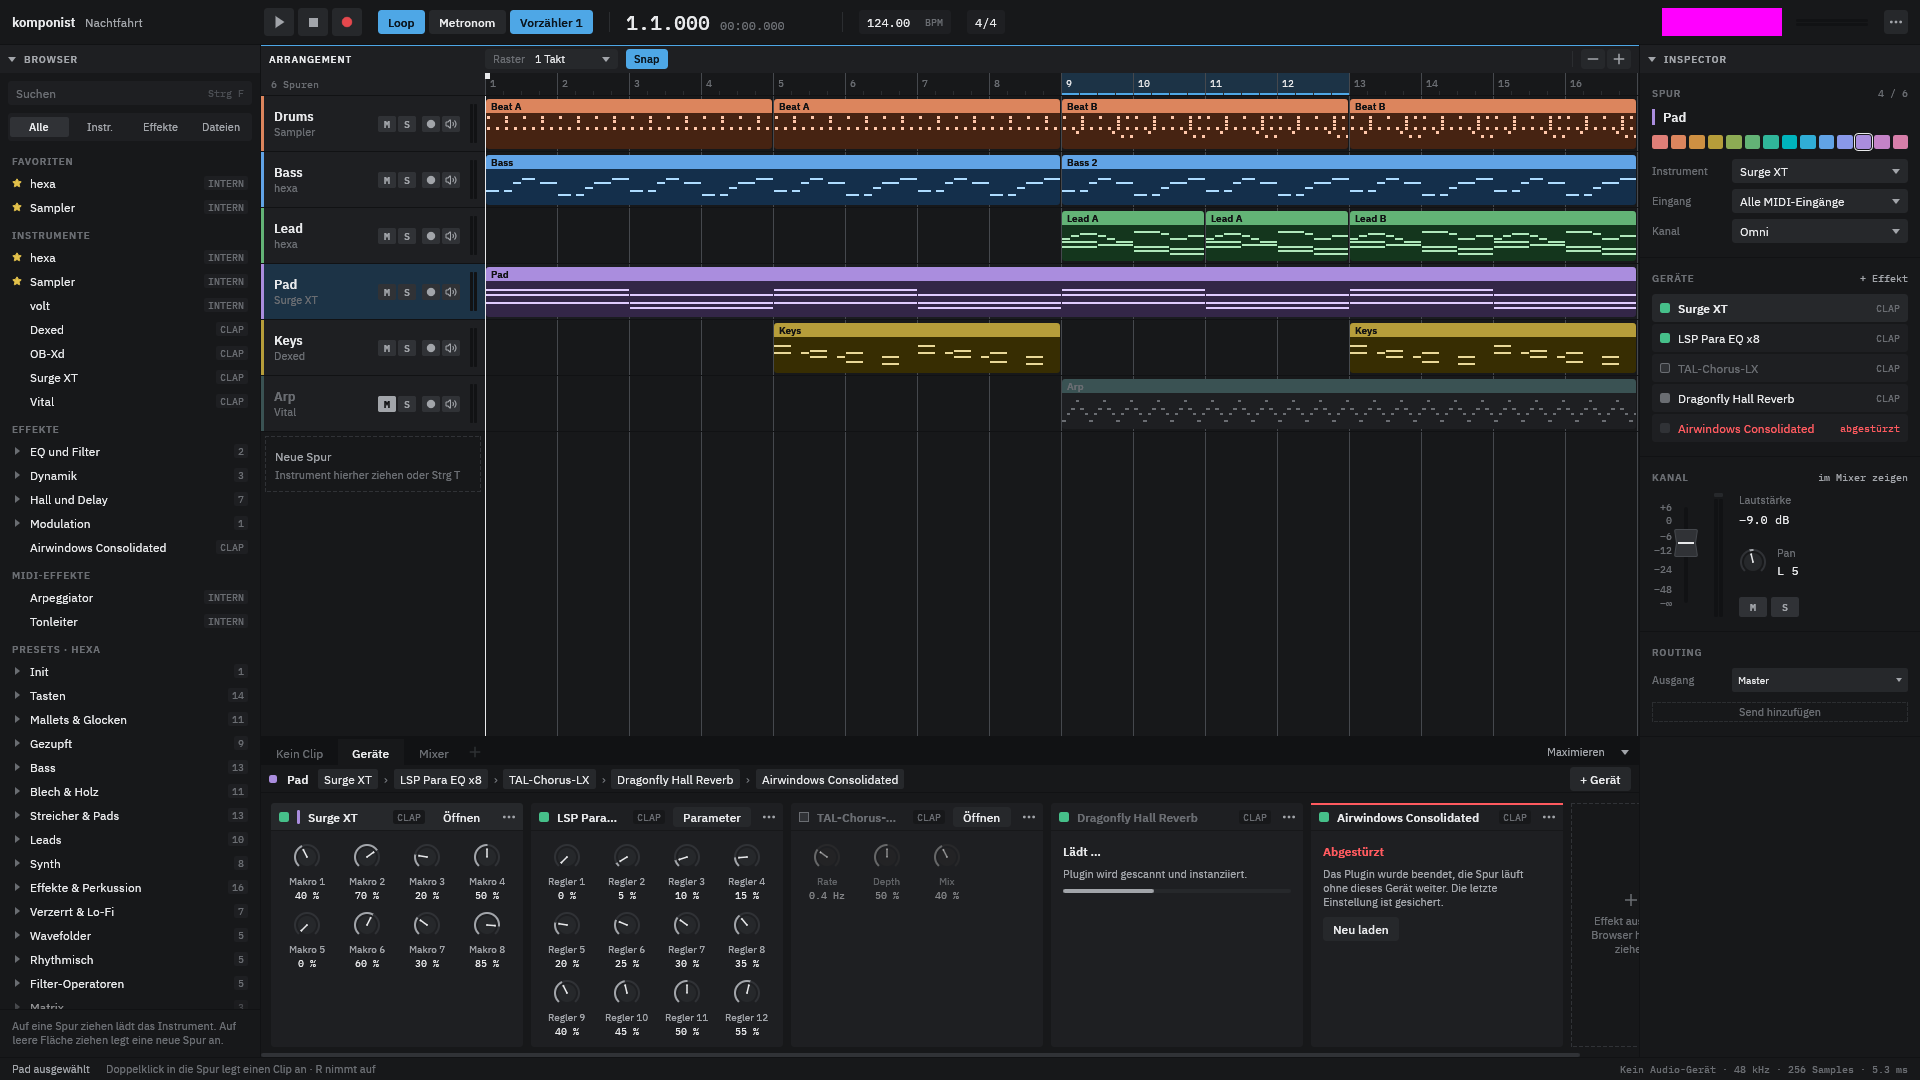 komponist Nachtfahrt
Loop Metronom Vorzähler 1
1.1.000 00:00.000
124.00 BPM 4/4
BROWSER
Suchen Strg F
Alle Instr. Effekte Dateien
FAVORITEN
hexa INTERN
Sampler INTERN
INSTRUMENTE
hexa INTERN
Sampler INTERN
volt INTERN
Dexed CLAP
OB-Xd CLAP
Surge XT CLAP
Vital CLAP
EFFEKTE
EQ und Filter 2
Dynamik 3
Hall und Delay 7
Modulation 1
Airwindows Consolidated CLAP
MIDI-EFFEKTE
Arpeggiator INTERN
Tonleiter INTERN
PRESETS · HEXA
Init 1
Tasten 14
Mallets & Glocken 11
Gezupft 9
Bass 13
Blech & Holz 11
Streicher & Pads 13
Leads 10
Synth 8
Effekte & Perkussion 16
Verzerrt & Lo-Fi 7
Wavefolder 5
Rhythmisch 5
Filter-Operatoren 5
Matrix 3
Auf eine Spur ziehen lädt das Instrument. Auf
leere Fläche ziehen legt eine neue Spur an.
ARRANGEMENT
Raster 1 Takt Snap
6 Spuren
1 2 3 4 5 6 7 8 9 10 11 12 13 14 15 16
Drums M S
Sampler
Beat A Beat A Beat B Beat B
Bass M S
hexa
Bass Bass 2
Lead M S
hexa
Lead A Lead A Lead B
Pad M S
Surge XT
Pad
Keys M S
Dexed
Keys Keys
Arp M S
Vital
Arp
Neue Spur
Instrument hierher ziehen oder Strg T
Kein Clip Geräte Mixer +
Maximieren
Pad Surge XT › LSP Para EQ x8 › TAL-Chorus-LX › Dragonfly Hall Reverb › Airwindows Consolidated
+ Gerät
Surge XT CLAP Öffnen
Makro 1 Makro 2 Makro 3 Makro 4
40 % 70 % 20 % 50 %
Makro 5 Makro 6 Makro 7 Makro 8
0 % 60 % 30 % 85 %
LSP Para... CLAP Parameter
Regler 1 Regler 2 Regler 3 Regler 4
0 % 5 % 10 % 15 %
Regler 5 Regler 6 Regler 7 Regler 8
20 % 25 % 30 % 35 %
Regler 9 Regler 10 Regler 11 Regler 12
40 % 45 % 50 % 55 %
TAL-Chorus-... CLAP Öffnen
Rate Depth Mix
0.4 Hz 50 % 40 %
Dragonfly Hall Reverb CLAP
Lädt ...
Plugin wird gescannt und instanziiert.
Airwindows Consolidated CLAP
Abgestürzt
Das Plugin wurde beendet, die Spur läuft
ohne dieses Gerät weiter. Die letzte
Einstellung ist gesichert.
Neu laden
+
Effekt aus
Browser h
ziehe
INSPECTOR
SPUR 4 / 6
Pad
Instrument Surge XT
Eingang Alle MIDI-Eingänge
Kanal Omni
GERÄTE + Effekt
Surge XT CLAP
LSP Para EQ x8 CLAP
TAL-Chorus-LX CLAP
Dragonfly Hall Reverb CLAP
Airwindows Consolidated abgestürzt
KANAL im Mixer zeigen
+6
0
−6
−12
−24
−48
−∞
Lautstärke
−9.0 dB
Pan
L 5
M S
ROUTING
Ausgang Master
Send hinzufügen
Pad ausgewählt Doppelklick in die Spur legt einen Clip an · R nimmt auf
Kein Audio-Gerät · 48 kHz · 256 Samples · 5.3 ms